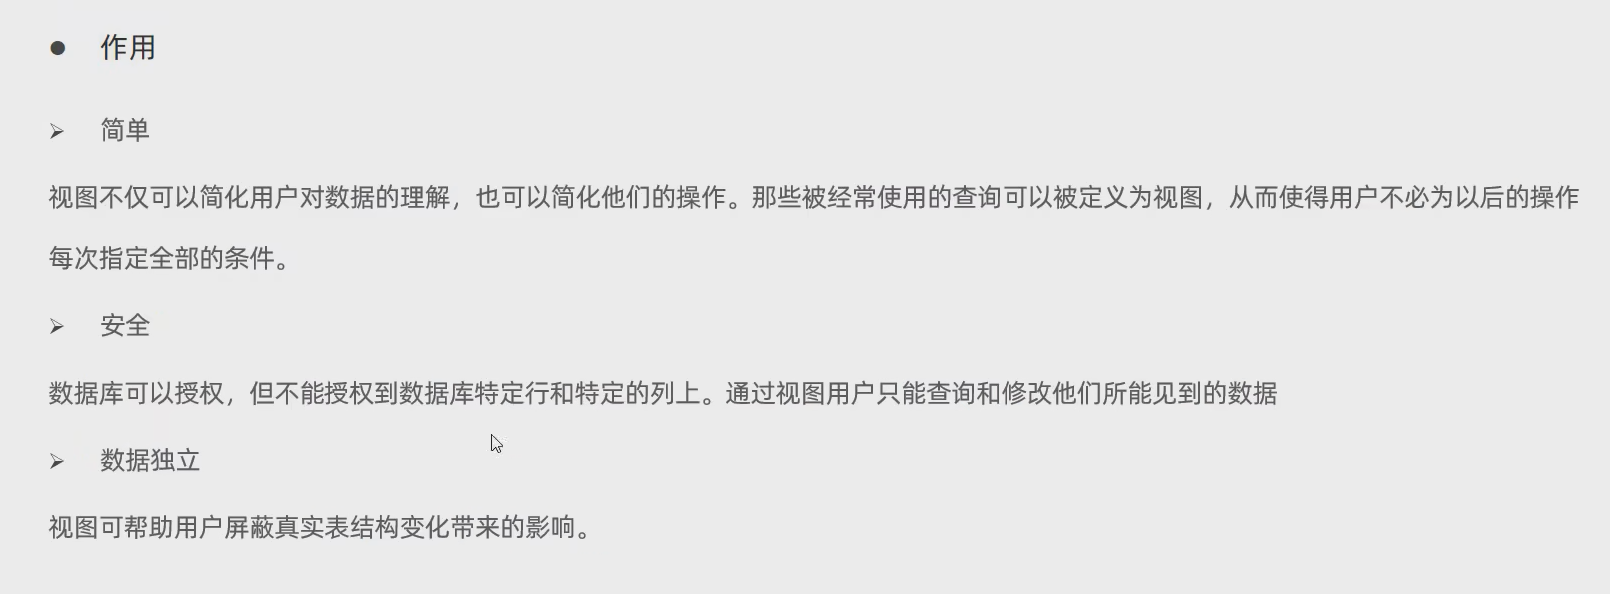 ● 作用
➢ 简单
视图不仅可以简化用户对数据的理解，也可以简化他们的操作。那些被经常使用的查询可以被定义为视图，从而使得用户不必为以后的操作
每次指定全部的条件。
➢ 安全
数据库可以授权，但不能授权到数据库特定行和特定的列上。通过视图用户只能查询和修改他们所能见到的数据
➢ 数据独立
视图可帮助用户屏蔽真实表结构变化带来的影响。